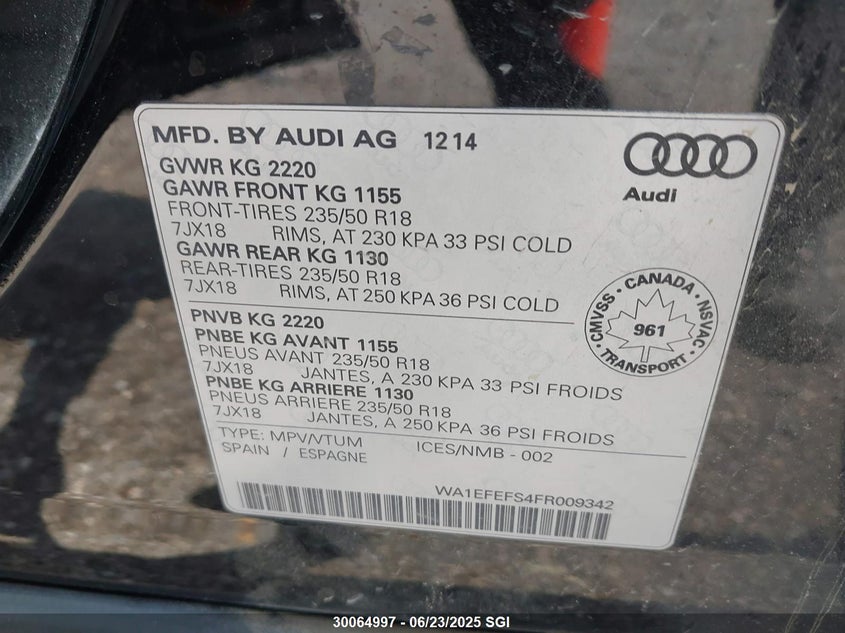 MFD. BY AUDI AG 12 14
GVWR KG 2220
GAWR FRONT KG 1155
FRONT-TIRES 235/50 R18
7JX18 RIMS, AT 230 KPA 33 PSI COLD
GAWR REAR KG 1130
REAR-TIRES 235/50 R18
7JX18 RIMS, AT 250 KPA 36 PSI COLD
Audi
CANADA · NSVAC · TRANSPORT · CMVSS ·
961
PNVB KG 2220
PNBE KG AVANT 1155
PNEUS AVANT 235/50 R18
7JX18 JANTES, A 230 KPA 33 PSI FROIDS
PNBE KG ARRIERE 1130
PNEUS ARRIERE 235/50 R18
7JX18 JANTES, A 250 KPA 36 PSI FROIDS
TYPE: MPV/VTUM ICES/NMB - 002
SPAIN / ESPAGNE
WA1EFEFS4FR009342
30064997 - 06/23/2025 SGI